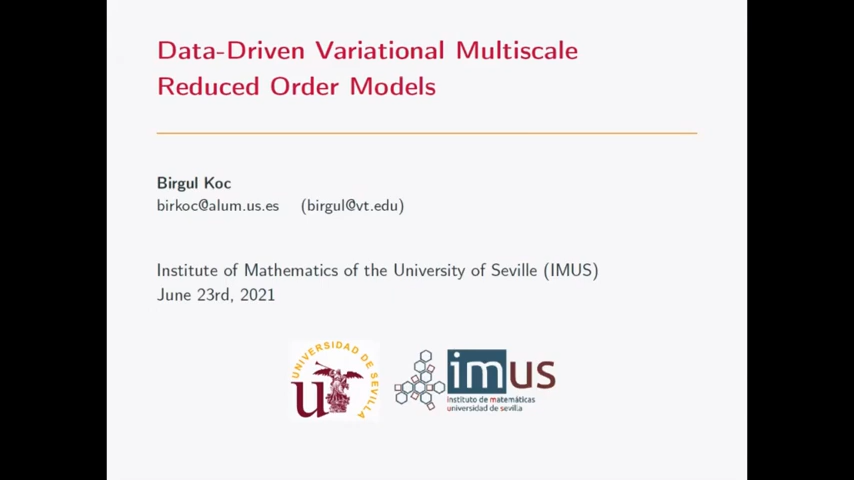 Data-Driven Variational Multiscale
Reduced Order Models
Birgul Koc
birkoc@alum.us.es (birgul@vt.edu)
Institute of Mathematics of the University of Seville (IMUS)
June 23rd, 2021
UNIVERSIDAD DE SEVILLA
imus
instituto de matemáticas
universidad de sevilla